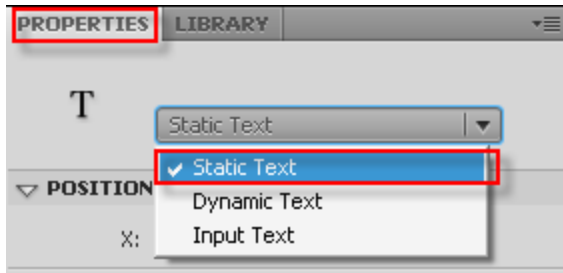 PROPERTIES LIBRARY
T
Static Text
Static Text
Dynamic Text
POSITION
Input Text
X: